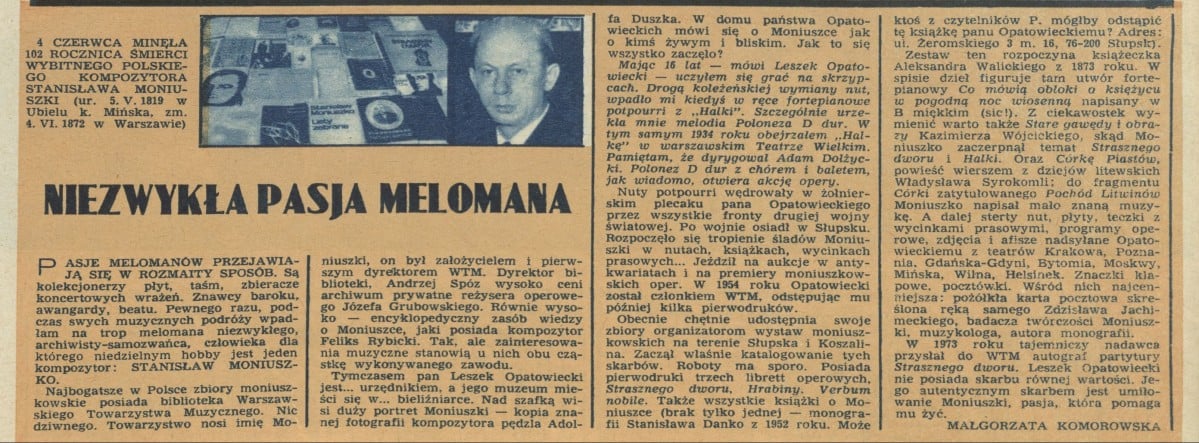 4 CZERWCA MINĘŁA
102 ROCZNICA ŚMIERCI
WYBITNEGO POLSKIE-
GO KOMPOZYTORA
STANISŁAWA MONIU-
SZKI (ur. 5. V. 1819 w
Ubielu k. Mińska, zm.
4. VI. 1872 w Warszawie)
Stanisław
Moniuszko
Listy
zebrane
NIEZWYKŁA PASJA MELOMANA
PASJE MELOMANÓW PRZEJAWIA-
JĄ SIĘ W ROZMAITY SPOSÓB. SĄ
kolekcjonerzy płyt, taśm, zbieracze
koncertowych wrażeń. Znawcy baroku,
awangardy, beatu. Pewnego razu, pod-
czas swych muzycznych podróży wpad-
łam na trop melomana niezwykłego,
archiwisty-samozwańca, człowieka dla
którego niedzielnym hobby jest jeden
kompozytor: STANISŁAW MONIUSZ-
KO.
Najbogatsze w Polsce zbiory moniusz-
kowskie posiada biblioteka Warszaw-
skiego Towarzystwa Muzycznego. Nic
dziwnego. Towarzystwo nosi imię Mo-
niuszki, on był założycielem i pierw-
szym dyrektorem WTM. Dyrektor bi-
blioteki, Andrzej Spóz wysoko ceni
archiwum prywatne reżysera operowe-
go Józefa Grubowskiego. Równie wyso-
ko — encyklopedyczny zasób wiedzy
o Moniuszce, jaki posiada kompozytor
Feliks Rybicki. Tak, ale zainteresowa-
nia muzyczne stanowią u nich obu czą-
stkę wykonywanego zawodu.
Tymczasem pan Leszek Opatowiecki
jest... urzędnikiem, a jego muzeum mie-
ści się w... bieliźniarce. Nad szafką wi-
si duży portret Moniuszki — kopia zna-
nej fotografii kompozytora pędzla Adol-
fa Duszka. W domu państwa Opato-
wieckich mówi się o Moniuszce jak
o kimś żywym i bliskim. Jak to się
wszystko zaczęło?
Mając 16 lat — mówi Leszek Opato-
wiecki — uczyłem się grać na skrzyp-
cach. Drogą koleżeńskiej wymiany nut,
wpadło mi kiedyś w ręce fortepianowe
potpourri z „Halki”. Szczególnie urze-
kła mnie melodia Poloneza D dur. W
tym samym 1934 roku obejrzałem „Hal-
kę” w warszawskim Teatrze Wielkim.
Pamiętam, że dyrygował Adam Dołżyc-
ki. Polonez D dur z chórem i baletem,
jak wiadomo, otwiera akcję opery.
Nuty potpourri wędrowały w żołnier-
skim plecaku pana Opatowieckiego
przez wszystkie fronty drugiej wojny
światowej. Po wojnie osiadł w Słupsku.
Rozpoczęło się tropienie śladów Moniu-
szki w nutach, książkach, wycinkach
prasowych... Jeździł na aukcje w anty-
kwariatach i na premiery moniuszkow-
skich oper. W 1954 roku Opatowiecki
został członkiem WTM, odstępując mu
później kilka pierwodruków.
Obecnie chętnie udostępnia swoje
zbiory organizatorom wystaw moniusz-
kowskich na terenie Słupska i Koszali-
na. Zaczął właśnie katalogowanie tych
skarbów. Roboty ma sporo. Posiada
pierwodruki trzech librett operowych,
Strasznego dworu, Hrabiny, Verbum
nobile. Także wszystkie książki o Mo-
niuszce (brak tylko jednej — monogra-
fii Stanisława Danko z 1952 roku. Może
ktoś z czytelników P. mógłby odstąpić
tę książkę panu Opatowieckiemu? Adres:
ul. Żeromskiego 3 m. 16, 76-200 Słupsk).
Zestaw ten rozpoczyna książeczka
Aleksandra Walickiego z 1873 roku. W
spisie dzieł figuruje tam utwór forte-
pianowy Co mówią obłoki o księżycu
w pogodną noc wiosenną napisany w
B miękkim (sic!). Z ciekawostek wy-
mienić warto także Stare gawędy i obra-
zy Kazimierza Wójcickiego, skąd Mo-
niuszko zaczerpnął temat Strasznego
dworu i Halki. Oraz Córkę Piastów,
powieść wierszem z dziejów litewskich
Władysława Syrokomli; do fragmentu
Córki zatytułowanego Pochód Litwinów
Moniuszko napisał mało znaną muzy-
kę. A dalej sterty nut, płyty, teczki z
wycinkami prasowymi, programy ope-
rowe, zdjęcia i afisze nadsyłane Opato-
wieckiemu z teatrów Krakowa, Pozna-
nia, Gdańska-Gdyni, Bytomia, Moskwy,
Mińska, Wilna, Helsinek. Znaczki kla-
powe, pocztówki. Wśród nich najcen-
niejsza: pożółkła karta pocztowa skre-
ślona ręką samego Zdzisława Jachi-
meckiego, badacza twórczości Moniusz-
ki, muzykologa, autora monografii.
W 1973 roku tajemniczy nadawca
przysłał do WTM autograf partytury
Strasznego dworu. Leszek Opatowiecki
nie posiada skarbu równej wartości. Je-
go autentycznym skarbem jest umiło-
wanie Moniuszki, pasja, która pomaga
mu żyć.
MAŁGORZATA KOMOROWSKA